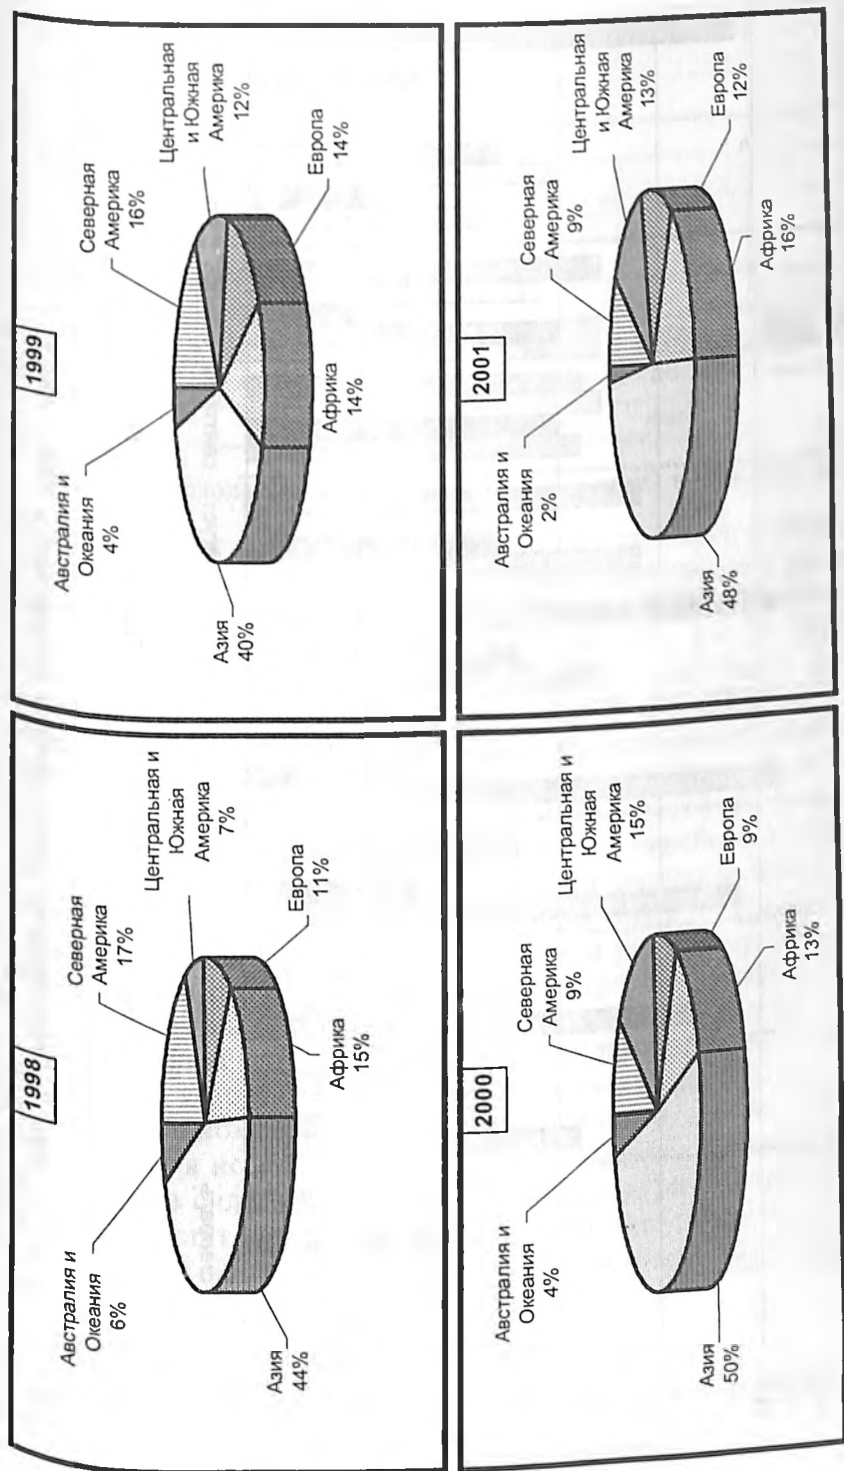 1998
Австралия и
Океания
6%
Северная
Америка
17%
Центральная и
Южная
Америка
7%
Европа
11%
Африка
15%
Азия
44%
1999
Австралия и
Океания
4%
Северная
Америка
16%
Центральная
и Южная
Америка
12%
Европа
14%
Африка
14%
Азия
40%
2000
Австралия и
Океания
4%
Северная
Америка
9%
Центральная и
Южная
Америка
15%
Европа
9%
Африка
13%
Азия
50%
2001
Австралия и
Океания
2%
Северная
Америка
9%
Центральная
и Южная
Америка
13%
Европа
12%
Африка
16%
Азия
48%